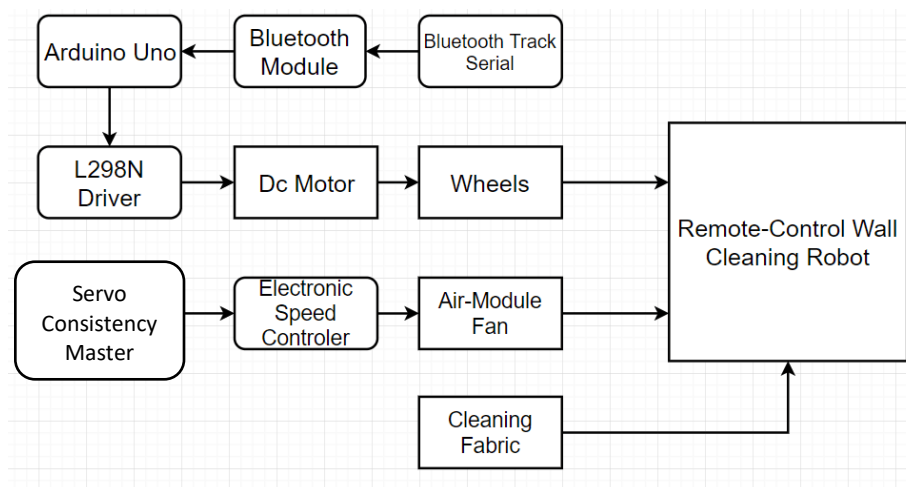 Arduino Uno
Bluetooth
Module
Bluetooth Track
Serial
L298N
Driver
Dc Motor
Wheels
Remote-Control Wall
Cleaning Robot
Servo
Consistency
Master
Electronic
Speed
Controler
Air-Module
Fan
Cleaning
Fabric